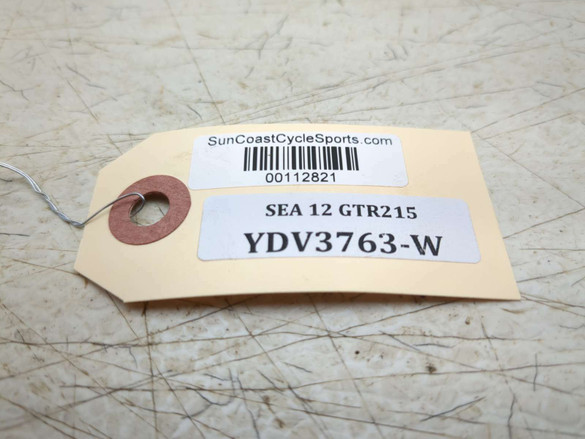 SunCoastCycleSports.com
00112821
SEA 12 GTR215
YDV3763-W